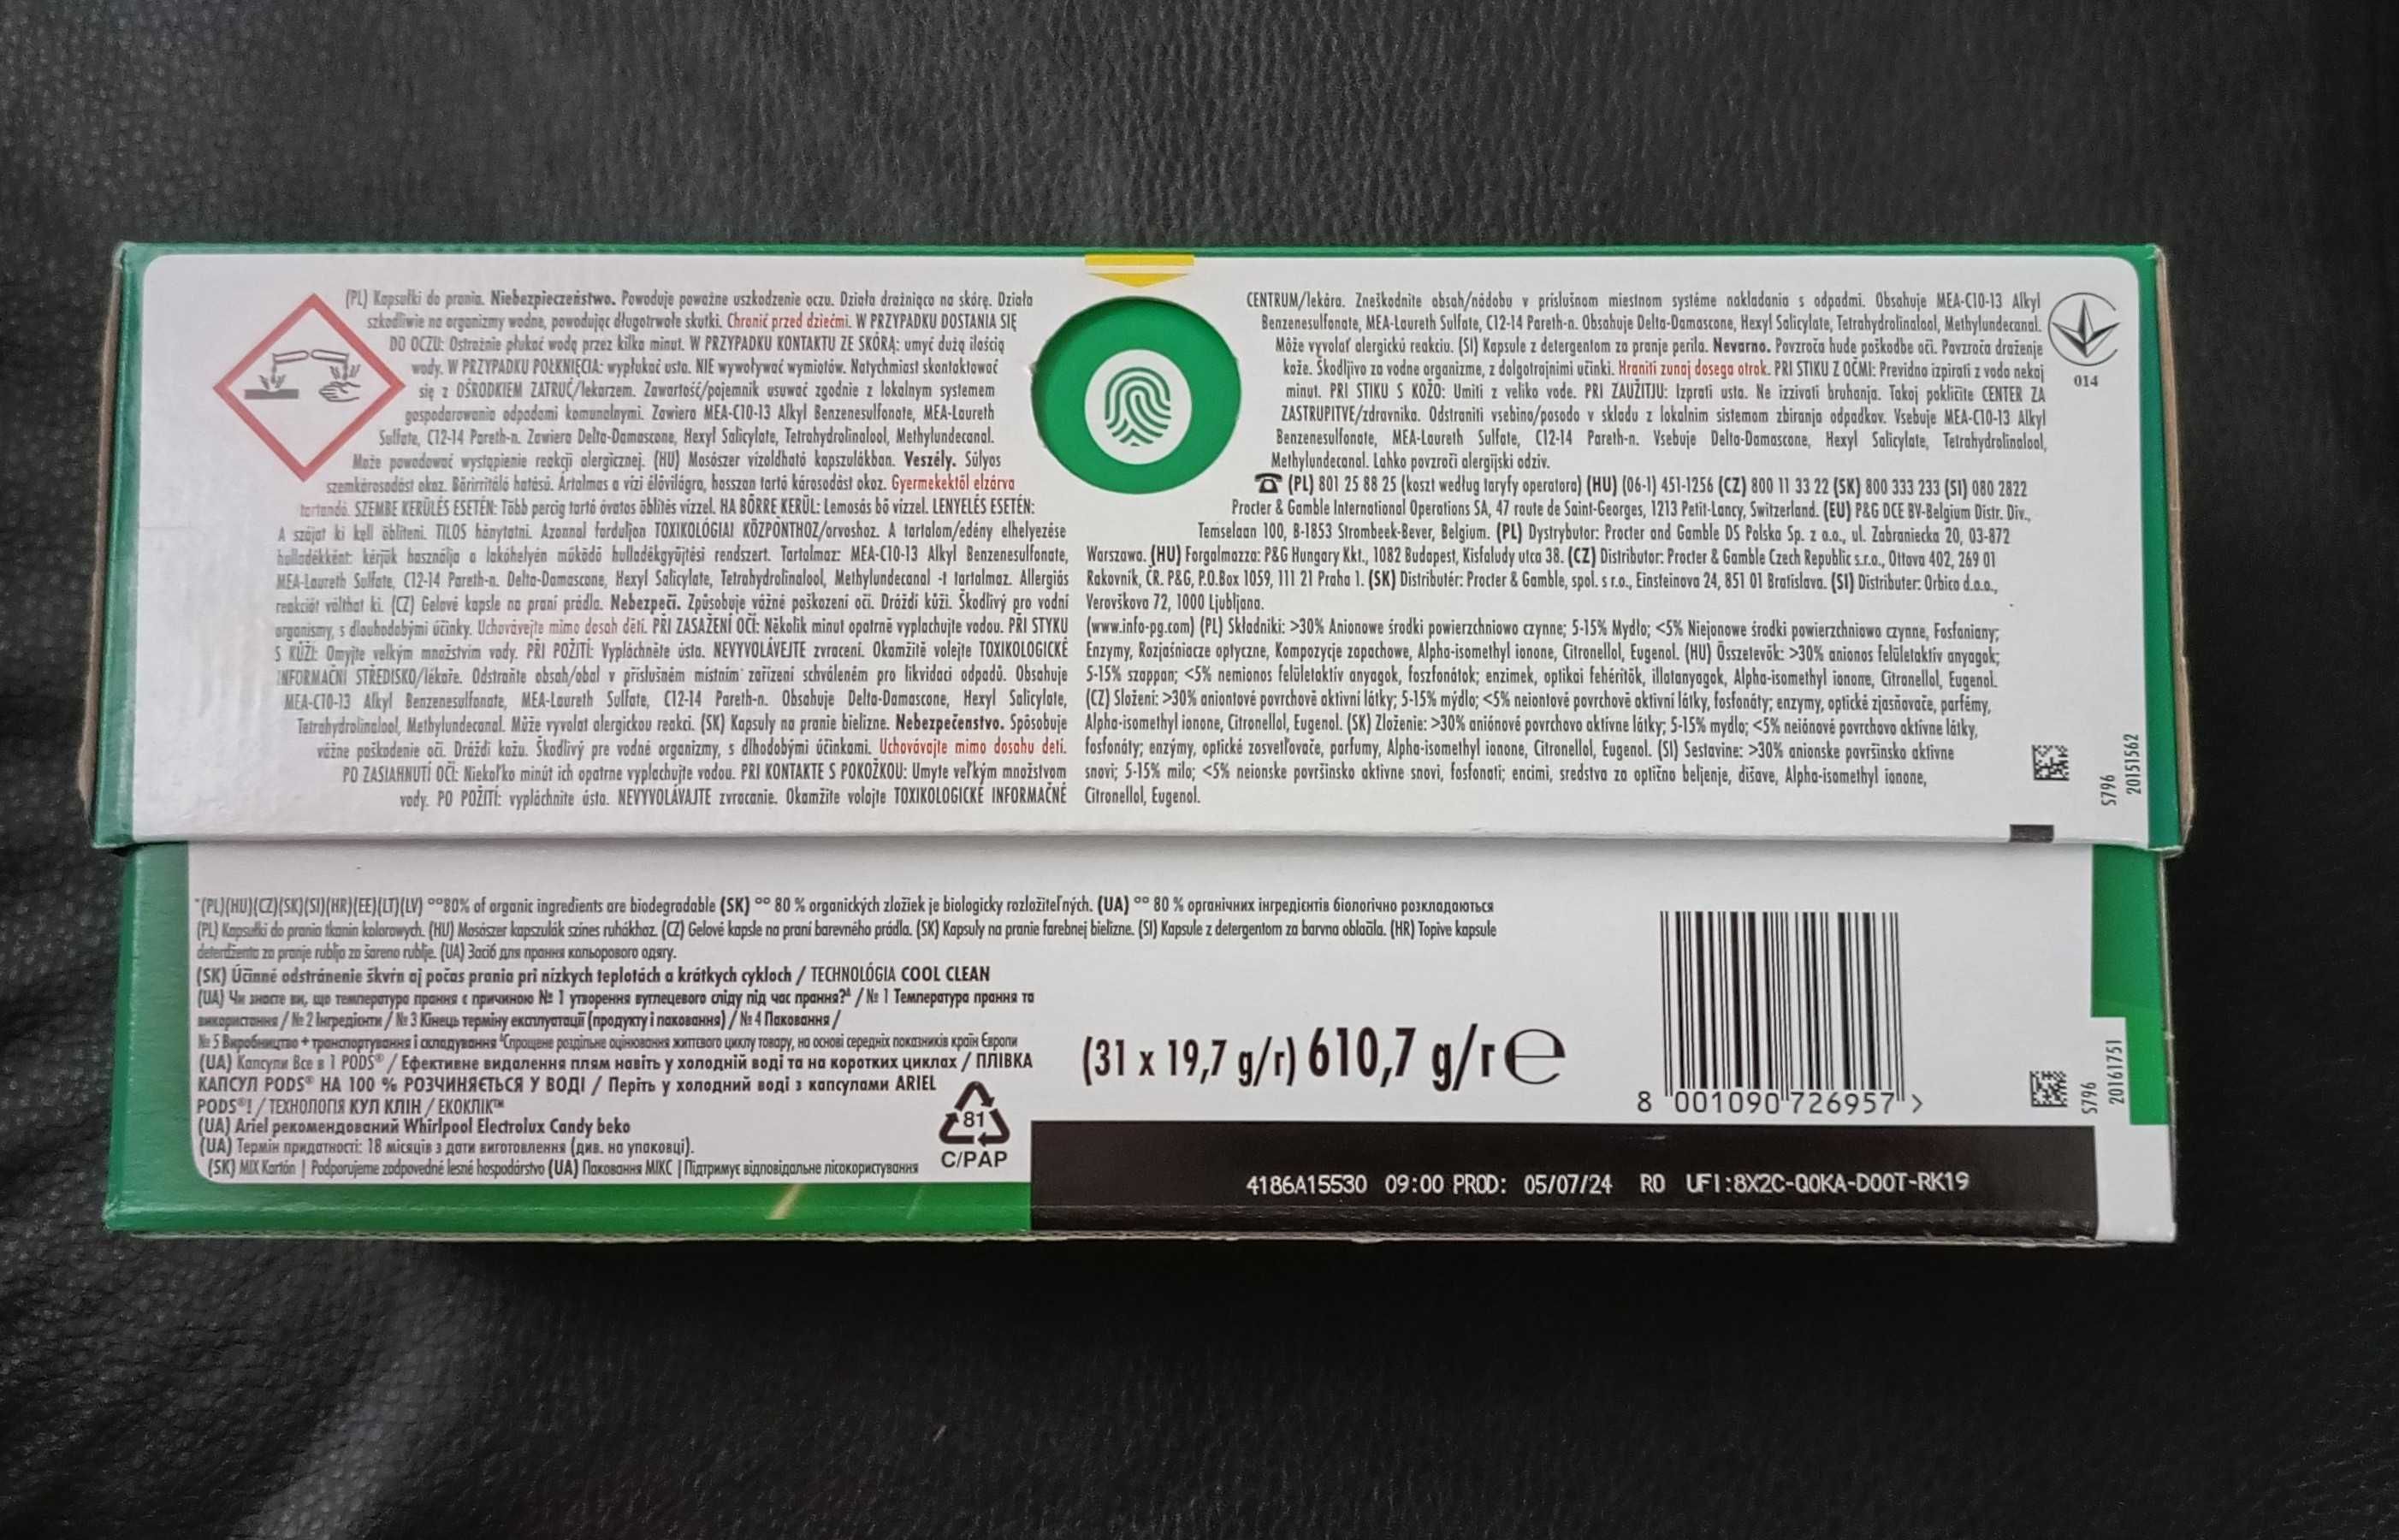 (PL) Kapsułki do prania. Niebezpieczeństwo. Powoduje poważne uszkodzenie oczu. Działa drażniąco na skórę. Działa
szkodliwie na organizmy wodne, powodując długotrwałe skutki. Chronić przed dziećmi. W PRZYPADKU DOSTANIA SIĘ
DO OCZU: Ostrożnie płukać wodą przez kilka minut. W PRZYPADKU KONTAKTU ZE SKÓRĄ: umyć dużą ilością
wody. W PRZYPADKU POŁKNIĘCIA: wypłukać usta. NIE wywoływać wymiotów. Natychmiast skontaktować
się z OŚRODKIEM ZATRUĆ/lekarzem. Zawartość/pojemnik usuwać zgodnie z lokalnym systemem
gospodarowania odpadami komunalnymi. Zawiera MEA-C10-13 Alkyl Benzenesulfonate, MEA-Laureth
Sulfate, C12-14 Pareth-n. Zawiera Delta-Damascone, Hexyl Salicylate, Tetrahydrolinalool, Methylundecanal.
Może powodować wystąpienie reakcji alergicznej. (HU) Mosószer vízoldható kapszulákban. Veszély. Súlyos
szemkárosodást okoz. Bőrirritáló hatású. Ártalmas a vízi élővilágra, hosszan tartó károsodást okoz. Gyermekektől elzárva
tartandó. SZEMBE KERÜLÉS ESETÉN: Több percig tartó óvatos öblítés vízzel. HA BŐRRE KERÜL: Lemosás bő vízzel. LENYELÉS ESETÉN:
A szájat ki kell öblíteni. TILOS hánytatni. Azonnal forduljon TOXIKOLÓGIAI KÖZPONTHOZ/orvoshoz. A tartalom/edény elhelyezése
hulladékként: kérjük használja a lakóhelyén működő hulladékgyűjtési rendszert. Tartalmaz: MEA-C10-13 Alkyl Benzenesulfonate,
MEA-Laureth Sulfate, C12-14 Pareth-n. Delta-Damascone, Hexyl Salicylate, Tetrahydrolinalool, Methylundecanal -t tartalmaz. Allergiás
reakciót válthat ki. (CZ) Gelové kapsle na praní prádla. Nebezpečí. Způsobuje vážné poškození očí. Dráždí kůži. Škodlivý pro vodní
organismy, s dlouhodobými účinky. Uchovávejte mimo dosah dětí. PŘI ZASAŽENÍ OČÍ: Několik minut opatrně vyplachujte vodou. PŘI STYKU
S KŮŽÍ: Omyjte velkým množstvím vody. PŘI POŽITÍ: Vypláchněte ústa. NEVYVOLÁVEJTE zvracení. Okamžitě volejte TOXIKOLOGICKÉ
INFORMAČNÍ STŘEDISKO/lékaře. Odstraňte obsah/obal v příslušném místním zařízení schváleném pro likvidaci odpadů. Obsahuje
MEA-C10-13 Alkyl Benzenesulfonate, MEA-Laureth Sulfate, C12-14 Pareth-n. Obsahuje Delta-Damascone, Hexyl Salicylate,
Tetrahydrolinalool, Methylundecanal. Může vyvolat alergickou reakci. (SK) Kapsuly na pranie bielizne. Nebezpečenstvo. Spôsobuje
vážne poškodenie očí. Dráždi kožu. Škodlivý pre vodné organizmy, s dlhodobými účinkami. Uchovávajte mimo dosahu detí.
PO ZASIAHNUTÍ OČÍ: Niekoľko minút ich opatrne vyplachujte vodou. PRI KONTAKTE S POKOŽKOU: Umyte veľkým množstvom
vody. PO POŽITÍ: vypláchnite ústa. NEVYVOLÁVAJTE zvracanie. Okamžite volajte TOXIKOLOGICKÉ INFORMAČNÉ
CENTRUM/lekára. Zneškodnite obsah/nádobu v príslušnom miestnom systéme nakladania s odpadmi. Obsahuje MEA-C10-13 Alkyl
Benzenesulfonate, MEA-Laureth Sulfate, C12-14 Pareth-n. Obsahuje Delta-Damascone, Hexyl Salicylate, Tetrahydrolinalool, Methylundecanal.
Môže vyvolať alergickú reakciu. (SI) Kapsule z detergentom za pranje perila. Nevarno. Povzroča hude poškodbe oči. Povzroča draženje
kože. Škodljivo za vodne organizme, z dolgotrajnimi učinki. Hraniti zunaj dosega otrok. PRI STIKU Z OČMI: Previdno izpirati z vodo nekaj
minut. PRI STIKU S KOŽO: Umiti z veliko vode. PRI ZAUŽITJU: Izprati usta. Ne izzivati bruhanja. Takoj pokličite CENTER ZA
ZASTRUPITVE/zdravnika. Odstraniti vsebino/posodo v skladu z lokalnim sistemom zbiranja odpadkov. Vsebuje MEA-C10-13 Alkyl
Benzenesulfonate, MEA-Laureth Sulfate, C12-14 Pareth-n. Vsebuje Delta-Damascone, Hexyl Salicylate, Tetrahydrolinalool,
Methylundecanal. Lahko povzroči alergijski odziv.
014
☎ (PL) 801 25 88 25 (koszt według taryfy operatora) (HU) (06-1) 451-1256 (CZ) 800 11 33 22 (SK) 800 333 233 (SI) 080 2822
Procter & Gamble International Operations SA, 47 route de Saint-Georges, 1213 Petit-Lancy, Switzerland. (EU) P&G DCE BV-Belgium Distr. Div.,
Temselaan 100, B-1853 Strombeek-Bever, Belgium. (PL) Dystrybutor: Procter and Gamble DS Polska Sp. z o.o., ul. Zabraniecka 20, 03-872
Warszawa. (HU) Forgalmazza: P&G Hungary Kkt., 1082 Budapest, Kisfaludy utca 38. (CZ) Distributor: Procter & Gamble Czech Republic s.r.o., Ottova 402, 269 01
Rakovník, ČR. P&G, P.O.Box 1059, 111 21 Praha 1. (SK) Distribútér: Procter & Gamble, spol. s r.o., Einsteinova 24, 851 01 Bratislava. (SI) Distributer: Orbico d.o.o.,
Verovškova 72, 1000 Ljubljana.
(www.info-pg.com) (PL) Składniki: >30% Anionowe środki powierzchniowo czynne; 5-15% Mydło; <5% Niejonowe środki powierzchniowo czynne, Fosfoniany;
Enzymy, Rozjaśniacze optyczne, Kompozycje zapachowe, Alpha-isomethyl ionone, Citronellol, Eugenol. (HU) Összetevők: >30% anionos felületaktív anyagok;
5-15% szappan; <5% nemionos felületaktív anyagok, foszfonátok; enzimek, optikai fehérítők, illatanyagok, Alpha-isomethyl ionone, Citronellol, Eugenol.
(CZ) Složení: >30% aniontové povrchově aktivní látky; 5-15% mýdlo; <5% neiontové povrchově aktivní látky, fosfonáty; enzymy, optické zjasňovače, parfémy,
Alpha-isomethyl ionone, Citronellol, Eugenol. (SK) Zloženie: >30% aniónové povrchovo aktívne látky; 5-15% mydlo; <5% neiónové povrchovo aktívne látky,
fosfonáty; enzýmy, optické zosvetľovače, parfumy, Alpha-isomethyl ionone, Citronellol, Eugenol. (SI) Sestavine: >30% anionske površinsko aktivne
snovi; 5-15% milo; <5% neionske površinsko aktivne snovi, fosfonati; encimi, sredstva za optično beljenje, dišave, Alpha-isomethyl ionone,
Citronellol, Eugenol.
5796
20151562
*(PL)(HU)(CZ)(SK)(SI)(HR)(EE)(LT)(LV) °°80% of organic ingredients are biodegradable (SK) °° 80 % organických zložiek je biologicky rozložiteľných. (UA) °° 80 % органічних інгредієнтів біологічно розкладаються
(PL) Kapsułki do prania tkanin kolorowych. (HU) Mosószer kapszulák színes ruhákhoz. (CZ) Gelové kapsle na praní barevného prádla. (SK) Kapsuly na pranie farebnej bielizne. (SI) Kapsule z detergentom za barvna oblačila. (HR) Topive kapsule
deterdženta za pranje rublja za šareno rublje. (UA) Засіб для прання кольорового одягу.
(SK) Účinné odstránenie škvŕn aj počas prania pri nízkych teplotách a krátkych cykloch / TECHNOLÓGIA COOL CLEAN
(UA) Чи знаєте ви, що температура прання є причиною № 1 утворення вуглецевого сліду під час прання?⁵ / № 1 Температура прання та
використання / № 2 Інгредієнти / № 3 Кінець терміну експлуатації (продукту і паковання) / № 4 Паковання /
№ 5 Виробництво + транспортування і складування ⁵Спрощене роздільне оцінювання життєвого циклу товару, на основі середніх показників країн Європи
(UA) Капсули Все в 1 PODS® / Ефективне видалення плям навіть у холодній воді та на коротких циклах / ПЛІВКА
КАПСУЛ PODS® НА 100 % РОЗЧИНЯЄТЬСЯ У ВОДІ / Періть у холодний воді з капсулами ARIEL
PODS®! / ТЕХНОЛОГІЯ КУЛ КЛІН / ЕКОКЛІК™
(UA) Ariel рекомендований Whirlpool Electrolux Candy beko
(UA) Термін придатності: 18 місяців з дати виготовлення (див. на упаковці).
(SK) MIX Kartón | Podporujeme zodpovedné lesné hospodárstvo (UA) Паковання МІКС | Підтримує відповідальне лісокористування
81
C/PAP
(31 x 19,7 g/г) 610,7 g/г ℮
8 001090 726957 >
5796
20161751
4186A15530 09:00 PROD: 05/07/24 RO UFI:8X2C-Q0KA-D00T-RK19